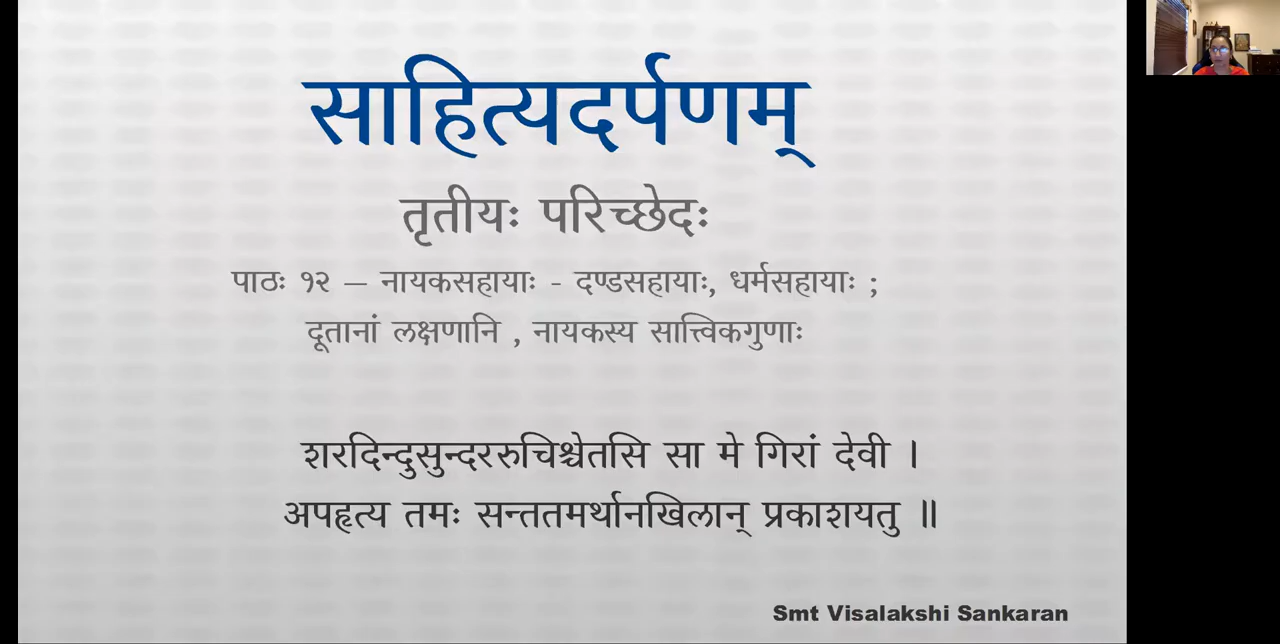 साहित्यदर्पणम्
तृतीयः परिच्छेदः
पाठः १२ – नायकसहायाः - दण्डसहायाः, धर्मसहायाः ;
दूतानां लक्षणानि , नायकस्य सात्त्विकगुणाः
शरदिन्दुसुन्दररुचिश्चेतसि सा मे गिरां देवी ।
अपहृत्य तमः सन्ततमर्थानखिलान् प्रकाशयतु ॥
Smt Visalakshi Sankaran